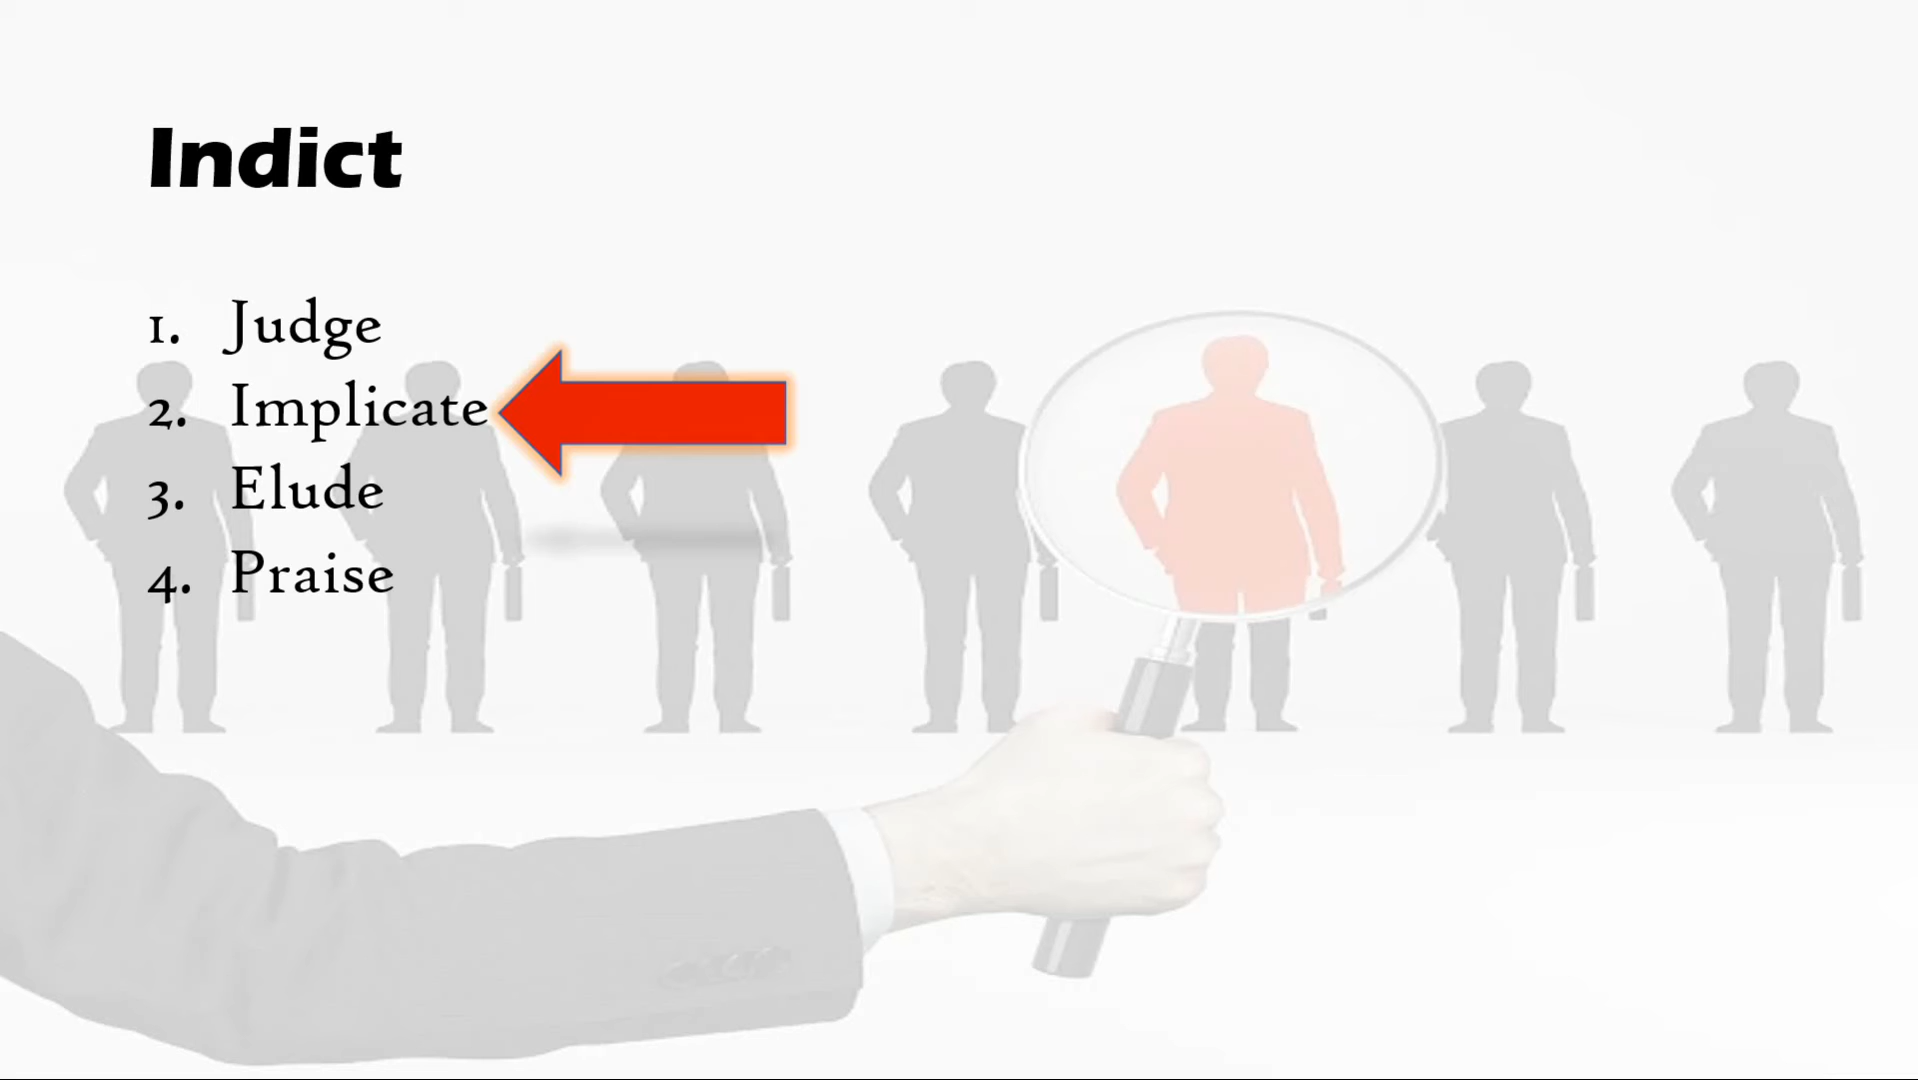 Indict
1. Judge
2. Implicate
3. Elude
4. Praise